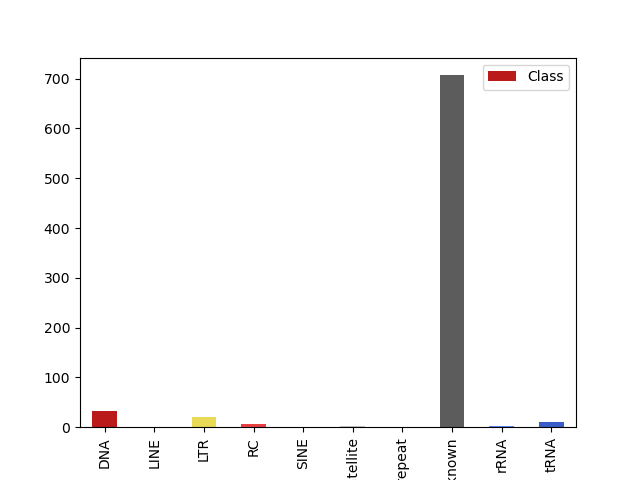 Class
700
600
500
400
300
200
100
0
DNA
LINE
LTR
RC
SINE
tellite
repeat
known
rRNA
tRNA